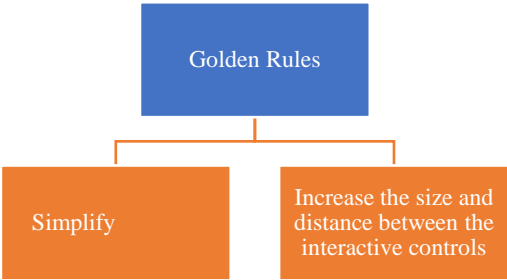 Golden Rules
Simplify
Increase the size and
distance between the
interactive controls